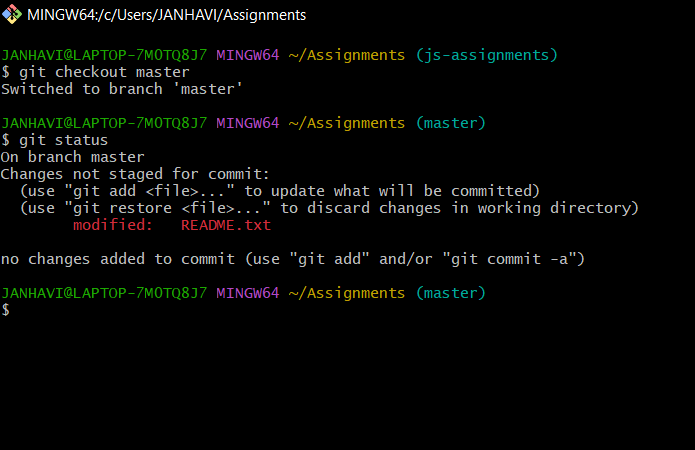 MINGW64:/c/Users/JANHAVI/Assignments
JANHAVI@LAPTOP-7M0TQ8J7 MINGW64 ~/Assignments (js-assignments)
$ git checkout master
Switched to branch 'master'
JANHAVI@LAPTOP-7M0TQ8J7 MINGW64 ~/Assignments (master)
$ git status
On branch master
Changes not staged for commit:
  (use "git add <file>..." to update what will be committed)
  (use "git restore <file>..." to discard changes in working directory)
        modified:   README.txt
no changes added to commit (use "git add" and/or "git commit -a")
JANHAVI@LAPTOP-7M0TQ8J7 MINGW64 ~/Assignments (master)
$